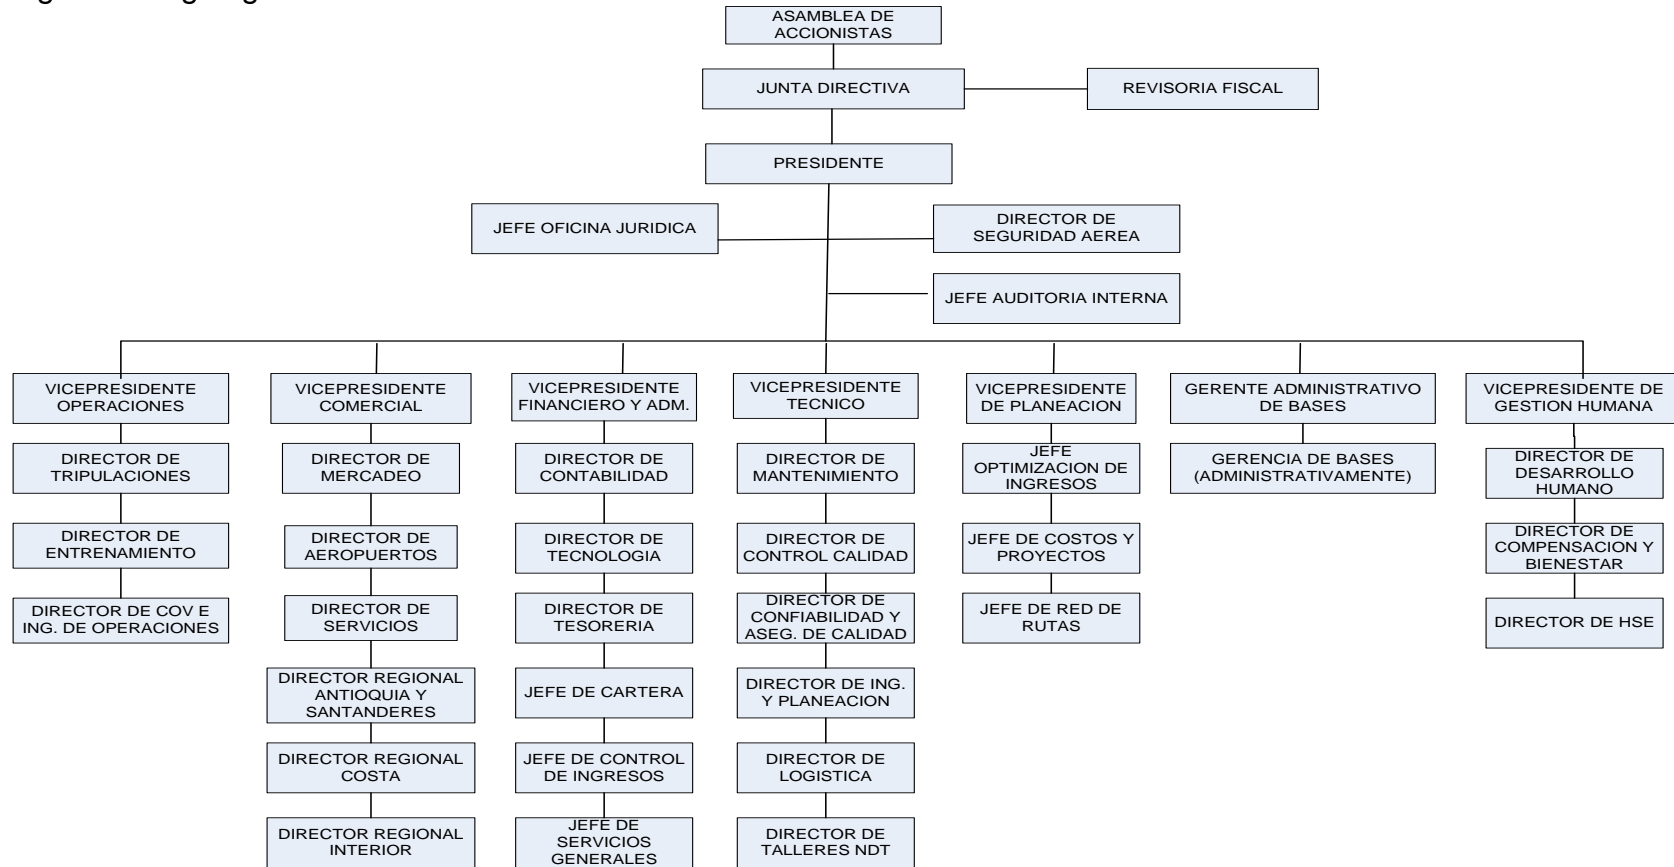 ASAMBLEA DE
ACCIONISTAS
JUNTA DIRECTIVA
REVISORIA FISCAL
PRESIDENTE
JEFE OFICINA JURIDICA
DIRECTOR DE
SEGURIDAD AEREA
JEFE AUDITORIA INTERNA
VICEPRESIDENTE
OPERACIONES
DIRECTOR DE
TRIPULACIONES
DIRECTOR DE
ENTRENAMIENTO
DIRECTOR DE COV E
ING. DE OPERACIONES
VICEPRESIDENTE
COMERCIAL
DIRECTOR DE
MERCADEO
DIRECTOR DE
AEROPUERTOS
DIRECTOR DE
SERVICIOS
DIRECTOR REGIONAL
ANTIOQUIA Y
SANTANDERES
DIRECTOR REGIONAL
COSTA
DIRECTOR REGIONAL
INTERIOR
VICEPRESIDENTE
FINANCIERO Y ADM.
DIRECTOR DE
CONTABILIDAD
DIRECTOR DE
TECNOLOGIA
DIRECTOR DE
TESORERIA
JEFE DE CARTERA
JEFE DE CONTROL
DE INGRESOS
JEFE DE
SERVICIOS
GENERALES
VICEPRESIDENTE
TECNICO
DIRECTOR DE
MANTENIMIENTO
DIRECTOR DE
CONTROL CALIDAD
DIRECTOR DE
CONFIABILIDAD Y
ASEG. DE CALIDAD
DIRECTOR DE ING.
Y PLANEACION
DIRECTOR DE
LOGISTICA
DIRECTOR DE
TALLERES NDT
VICEPRESIDENTE
DE PLANEACION
JEFE
OPTIMIZACION DE
INGRESOS
JEFE DE COSTOS Y
PROYECTOS
JEFE DE RED DE
RUTAS
GERENTE ADMINISTRATIVO
DE BASES
GERENCIA DE BASES
(ADMINISTRATIVAMENTE)
VICEPRESIDENTE DE
GESTION HUMANA
DIRECTOR DE
DESARROLLO
HUMANO
DIRECTOR DE
COMPENSACION Y
BIENESTAR
DIRECTOR DE HSE